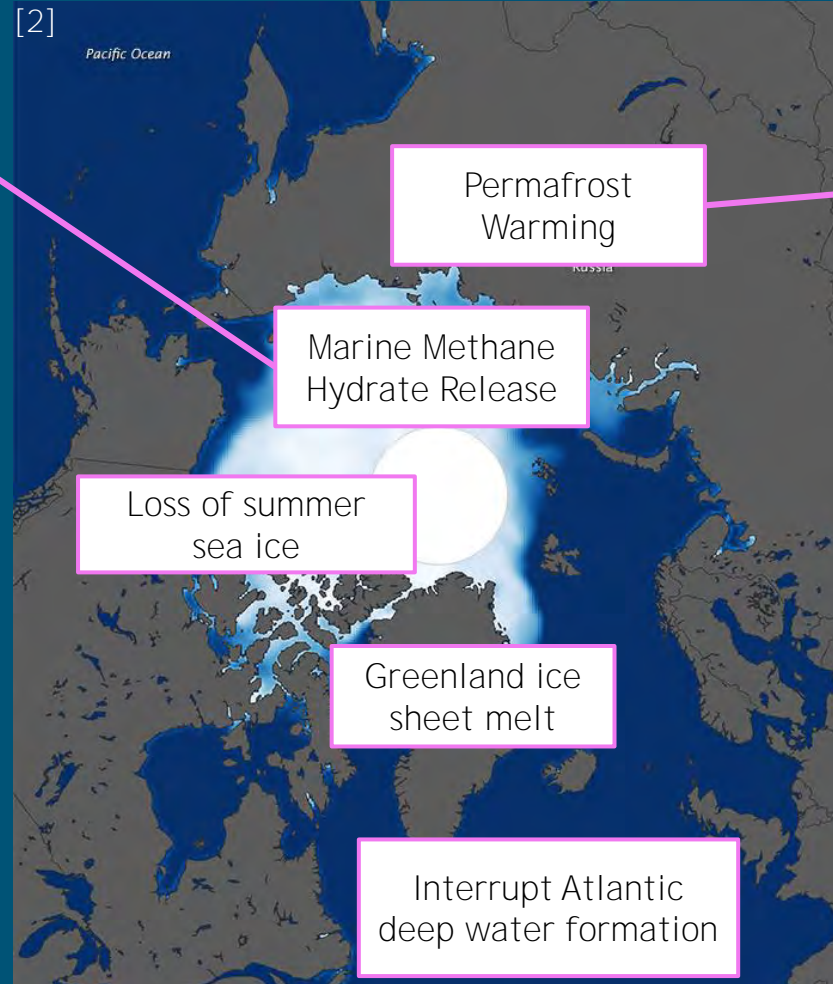 [2]
Pacific Ocean
Permafrost
Warming
Russia
Marine Methane
Hydrate Release
Loss of summer
sea ice
Greenland ice
sheet melt
Interrupt Atlantic
deep water formation